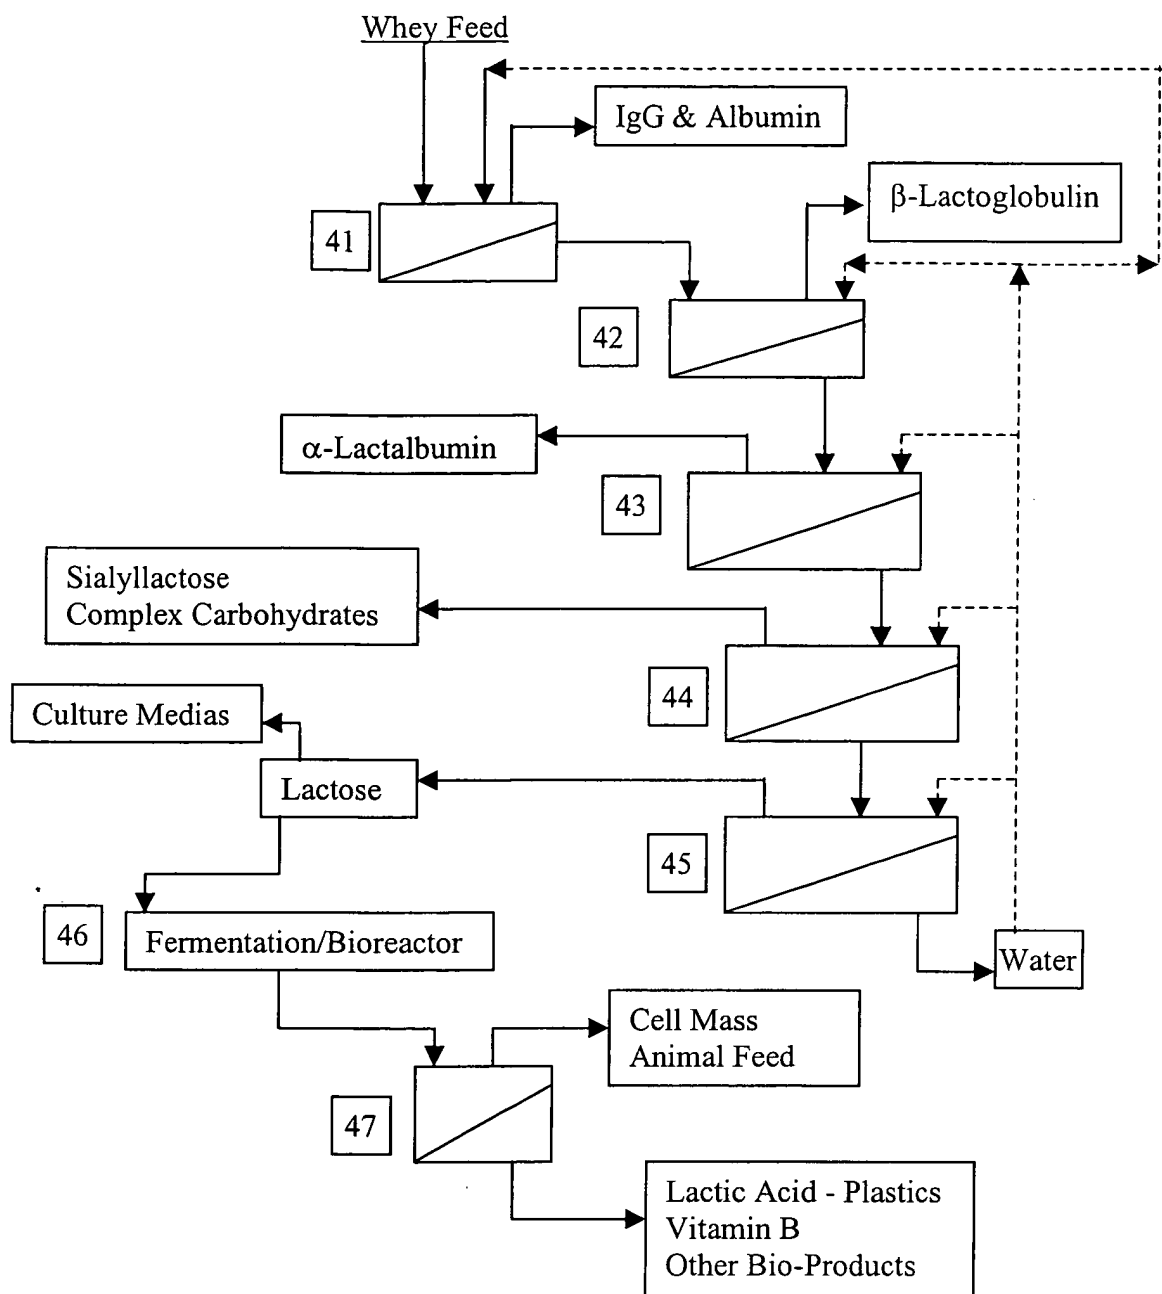 Whey Feed
IgG & Albumin
β-Lactoglobulin
41
42
α-Lactalbumin
43
Sialyllactose
Complex Carbohydrates
44
Culture Medias
Lactose
45
46
Fermentation/Bioreactor
Water
Cell Mass
Animal Feed
47
Lactic Acid - Plastics
Vitamin B
Other Bio-Products